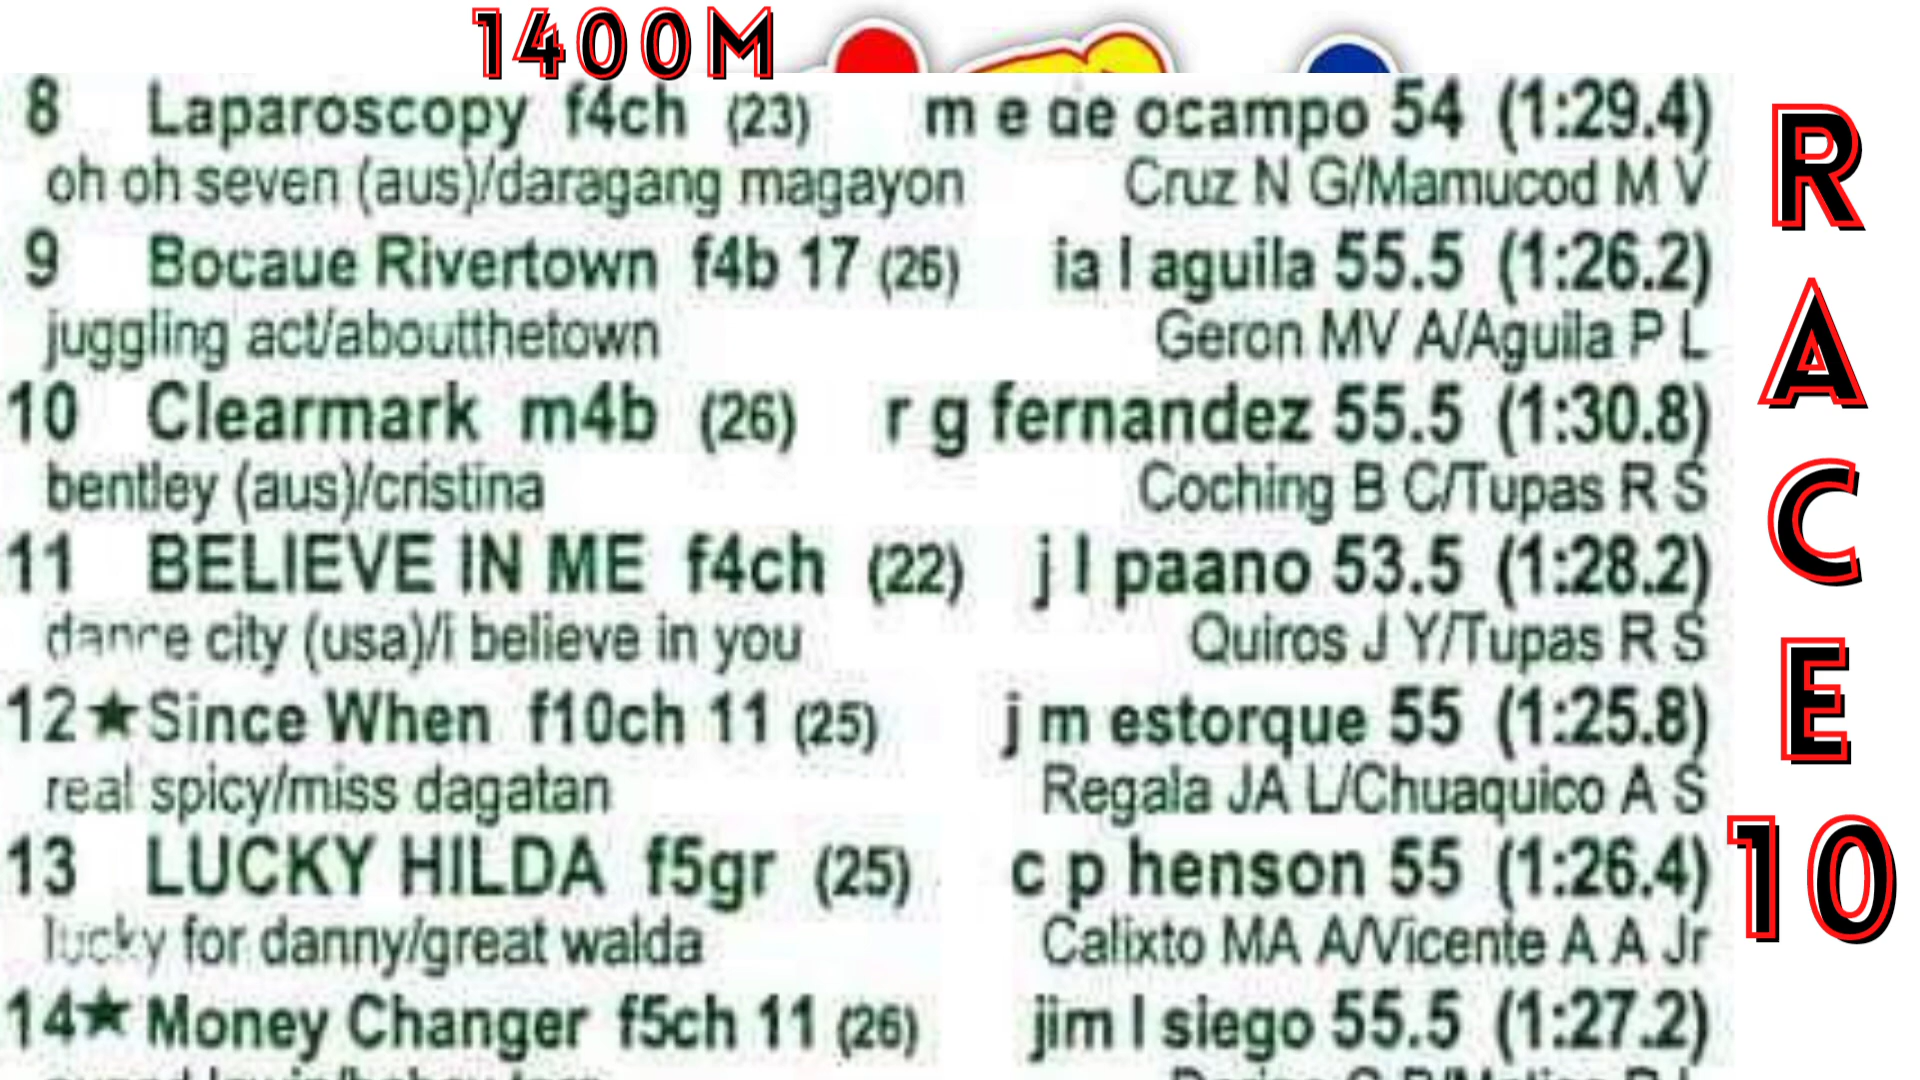 1400M
8 Laparoscopy f4ch (23) m e de ocampo 54 (1:29.4)
oh oh seven (aus)/daragang magayon Cruz N G/Mamucod M V
9 Bocaue Rivertown f4b 17 (26) ia l aguila 55.5 (1:26.2)
juggling act/aboutthetown Geron MV A/Aguila P L
10 Clearmark m4b (26) r g fernandez 55.5 (1:30.8)
bentley (aus)/cristina Coching B C/Tupas R S
11 BELIEVE IN ME f4ch (22) j l paano 53.5 (1:28.2)
dance city (usa)/i believe in you Quiros J Y/Tupas R S
12★Since When f10ch 11 (25) j m estorque 55 (1:25.8)
real spicy/miss dagatan Regala JA L/Chuaquico A S
13 LUCKY HILDA f5gr (25) c p henson 55 (1:26.4)
lucky for danny/great walda Calixto MA A/Vicente A A Jr
14★Money Changer f5ch 11 (26) jim l siego 55.5 (1:27.2)
RACE
10